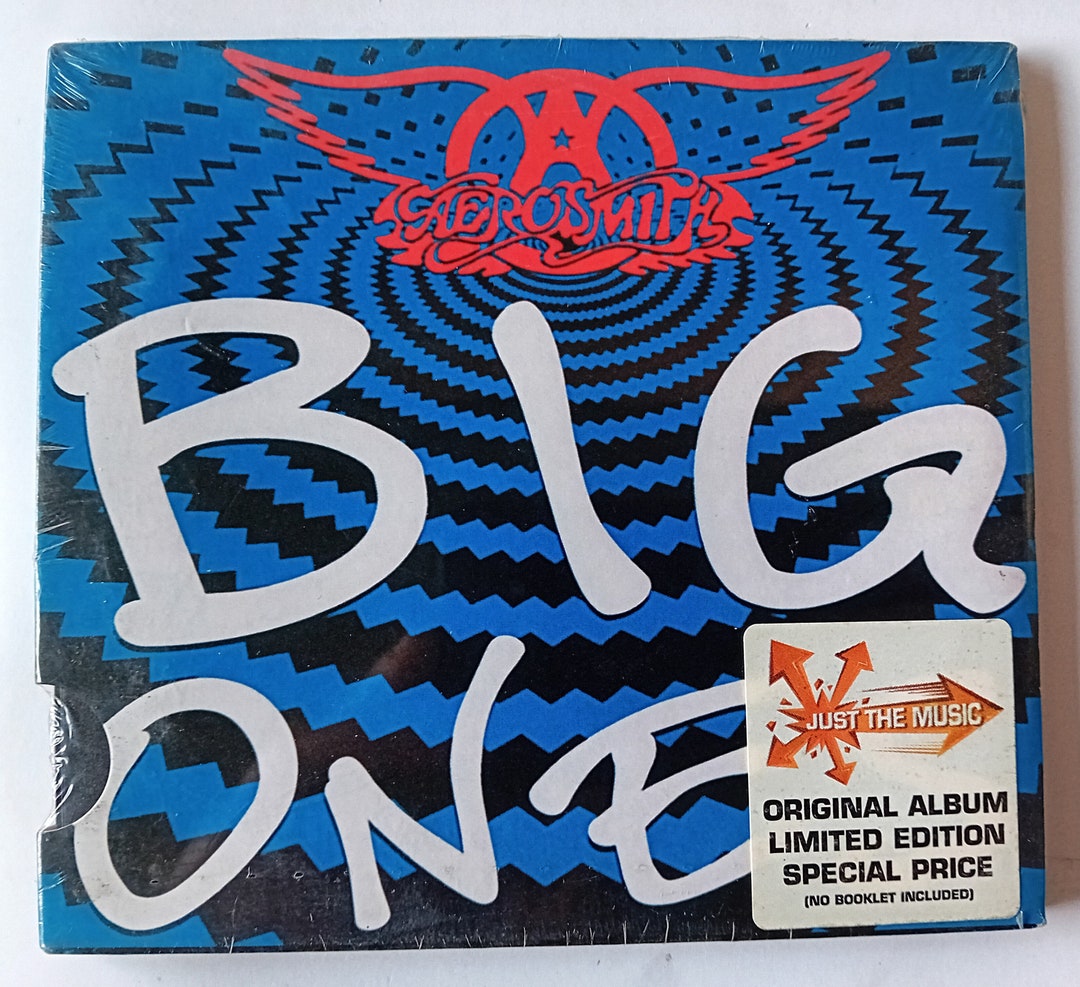 AEROSMITH
BIG
ONE
JUST THE MUSIC
ORIGINAL ALBUM
LIMITED EDITION
SPECIAL PRICE
(NO BOOKLET INCLUDED)